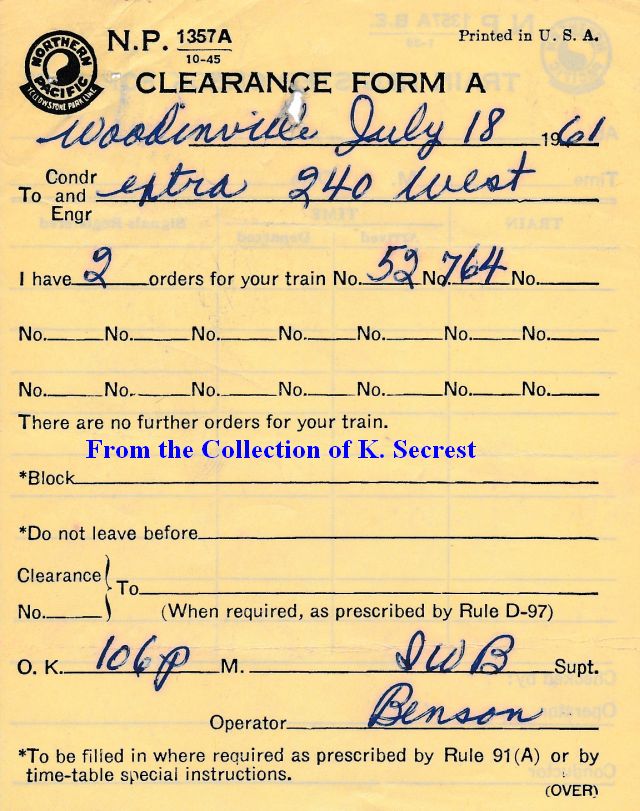 NORTHERN PACIFIC
YELLOWSTONE PARK LINE
N.P. 1357A
10-45
Printed in U. S. A.
CLEARANCE FORM A
Woodinville July 18 1961
To Condr and Engr extra 240 West
I have 2 orders for your train No. 52 No. 764 No.
No. No. No. No. No. No. No.
No. No. No. No. No. No. No.
There are no further orders for your train.
From the Collection of K. Secrest
*Block
*Do not leave before
Clearance No. To
(When required, as prescribed by Rule D-97)
O. K. 106 p M. IWB Supt.
Operator Benson
*To be filled in where required as prescribed by Rule 91(A) or by
time-table special instructions.
(OVER)